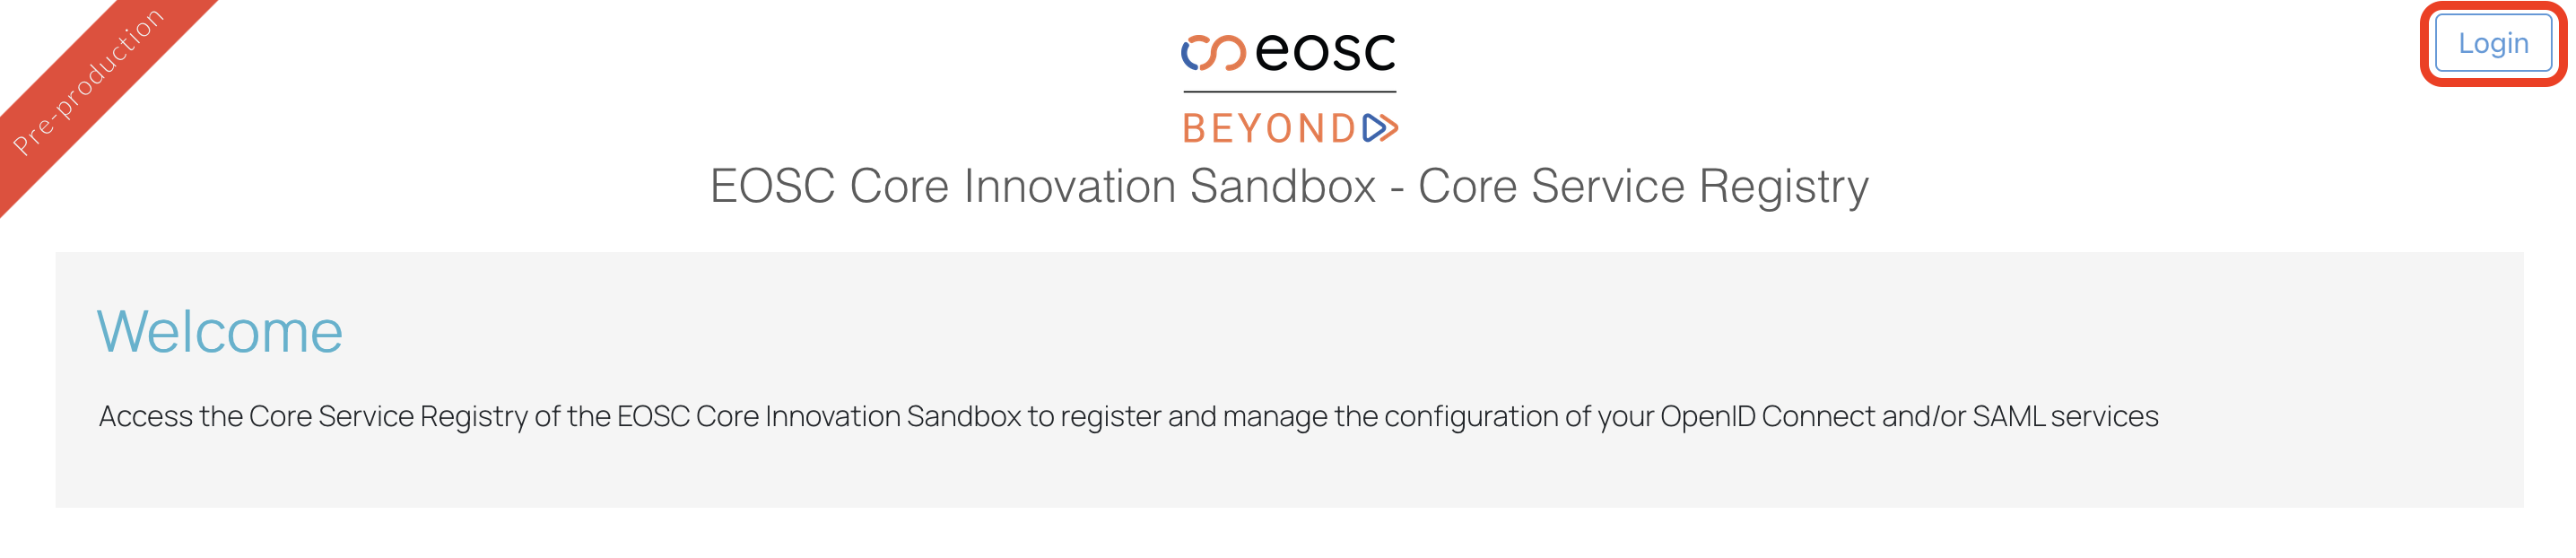 Pre-production
eosc
Login
BEYOND
EOSC Core Innovation Sandbox - Core Service Registry
Welcome
Access the Core Service Registry of the EOSC Core Innovation Sandbox to register and manage the configuration of your OpenID Connect and/or SAML services